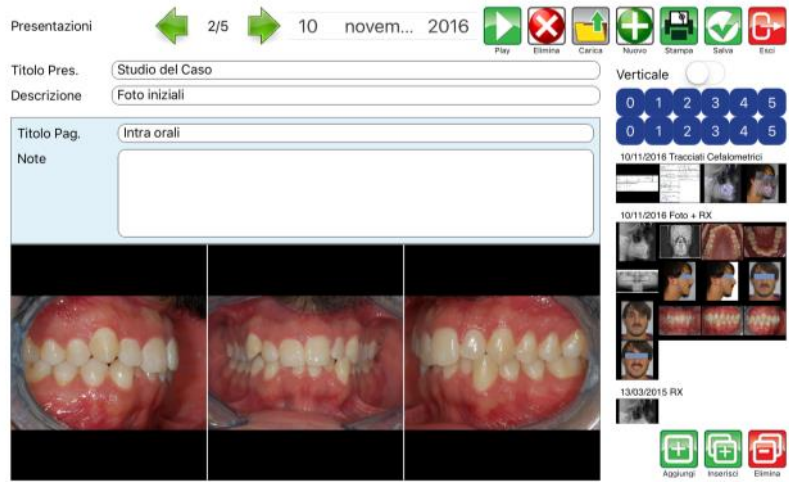 Presentazioni 2/5 10 novem... 2016
Play Elimina Carica Nuovo Stampa Salva Esci
Titolo Pres. Studio del Caso
Verticale
Descrizione Foto iniziali
0 1 2 3 4 5
0 1 2 3 4 5
Titolo Pag. Intra orali
Note
10/11/2016 Tracciati Cefalometrici
10/11/2016 Foto + RX
13/03/2015 RX
Aggiungi Inserisci Elimina